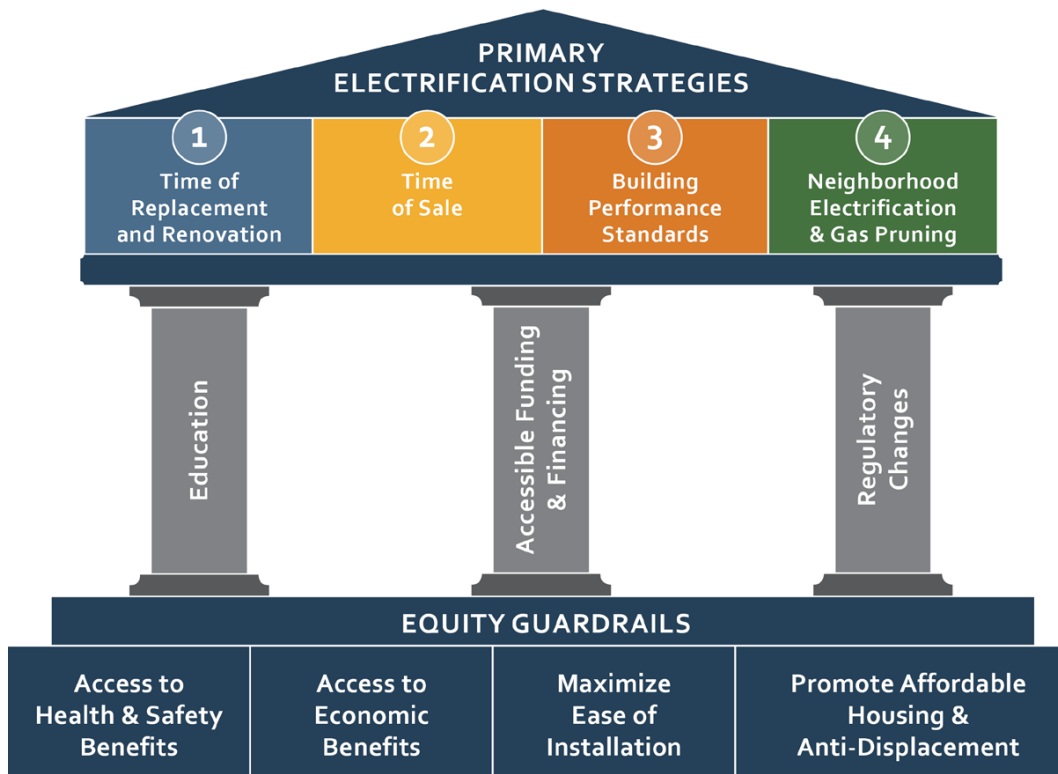 PRIMARY
ELECTRIFICATION STRATEGIES
1
Time of
Replacement
and Renovation
2
Time
of Sale
3
Building
Performance
Standards
4
Neighborhood
Electrification
& Gas Pruning
Education
Accessible Funding
& Financing
Regulatory
Changes
EQUITY GUARDRAILS
Access to
Health & Safety
Benefits
Access to
Economic
Benefits
Maximize
Ease of
Installation
Promote Affordable
Housing &
Anti-Displacement